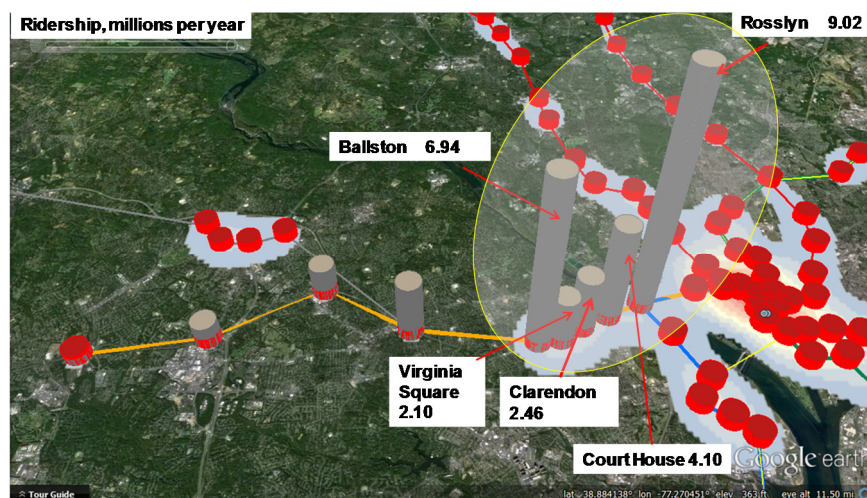 Ridership, millions per year
Rosslyn 9.02
Ballston 6.94
Virginia
Square
2.10
Clarendon
2.46
Court House 4.10
Google earth
Tour Guide
lat 38.884138° lon -77.270451° elev 363 ft eye alt 11.50 mi